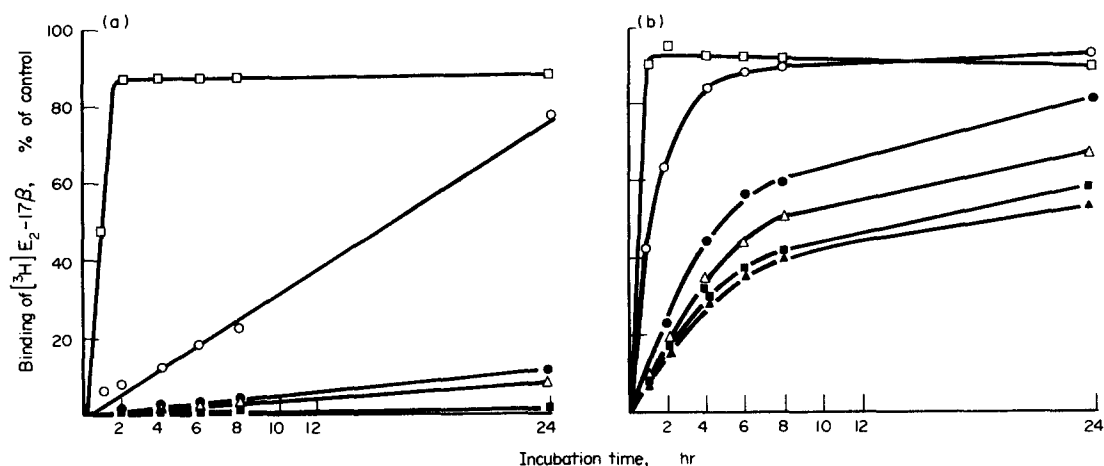 (a)
(b)
100
80
60
40
20
Binding of [³H] E₂-17β, % of control
2 4 6 8 10 12 24
2 4 6 8 10 12 24
Incubation time, hr